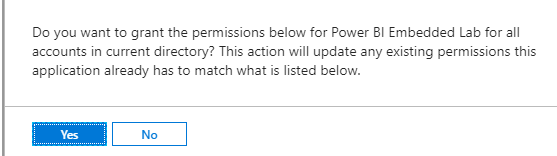 Do you want to grant the permissions below for Power BI Embedded Lab for all
accounts in current directory? This action will update any existing permissions this
application already has to match what is listed below.
Yes
No